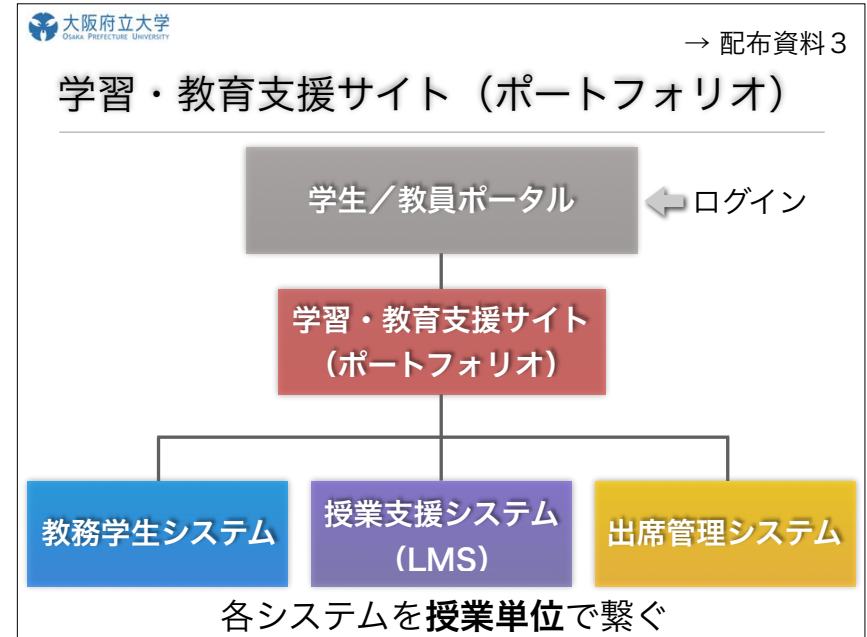 大阪府立大学
OSAKA PREFECTURE UNIVERSITY
→ 配布資料3
学習・教育支援サイト（ポートフォリオ）
学生／教員ポータル
ログイン
学習・教育支援サイト
（ポートフォリオ）
教務学生システム
授業支援システム
（LMS）
出席管理システム
各システムを授業単位で繋ぐ